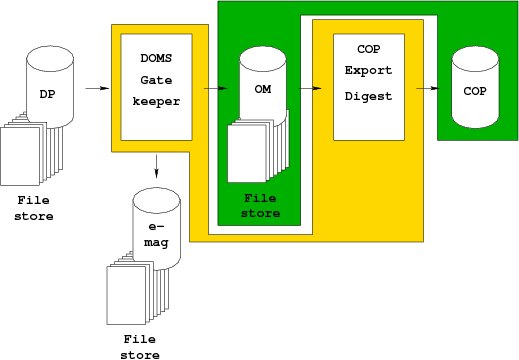 DP
File
store
DOMS
Gate
keeper
e-
mag
File
store
OM
File
store
COP
Export
Digest
COP